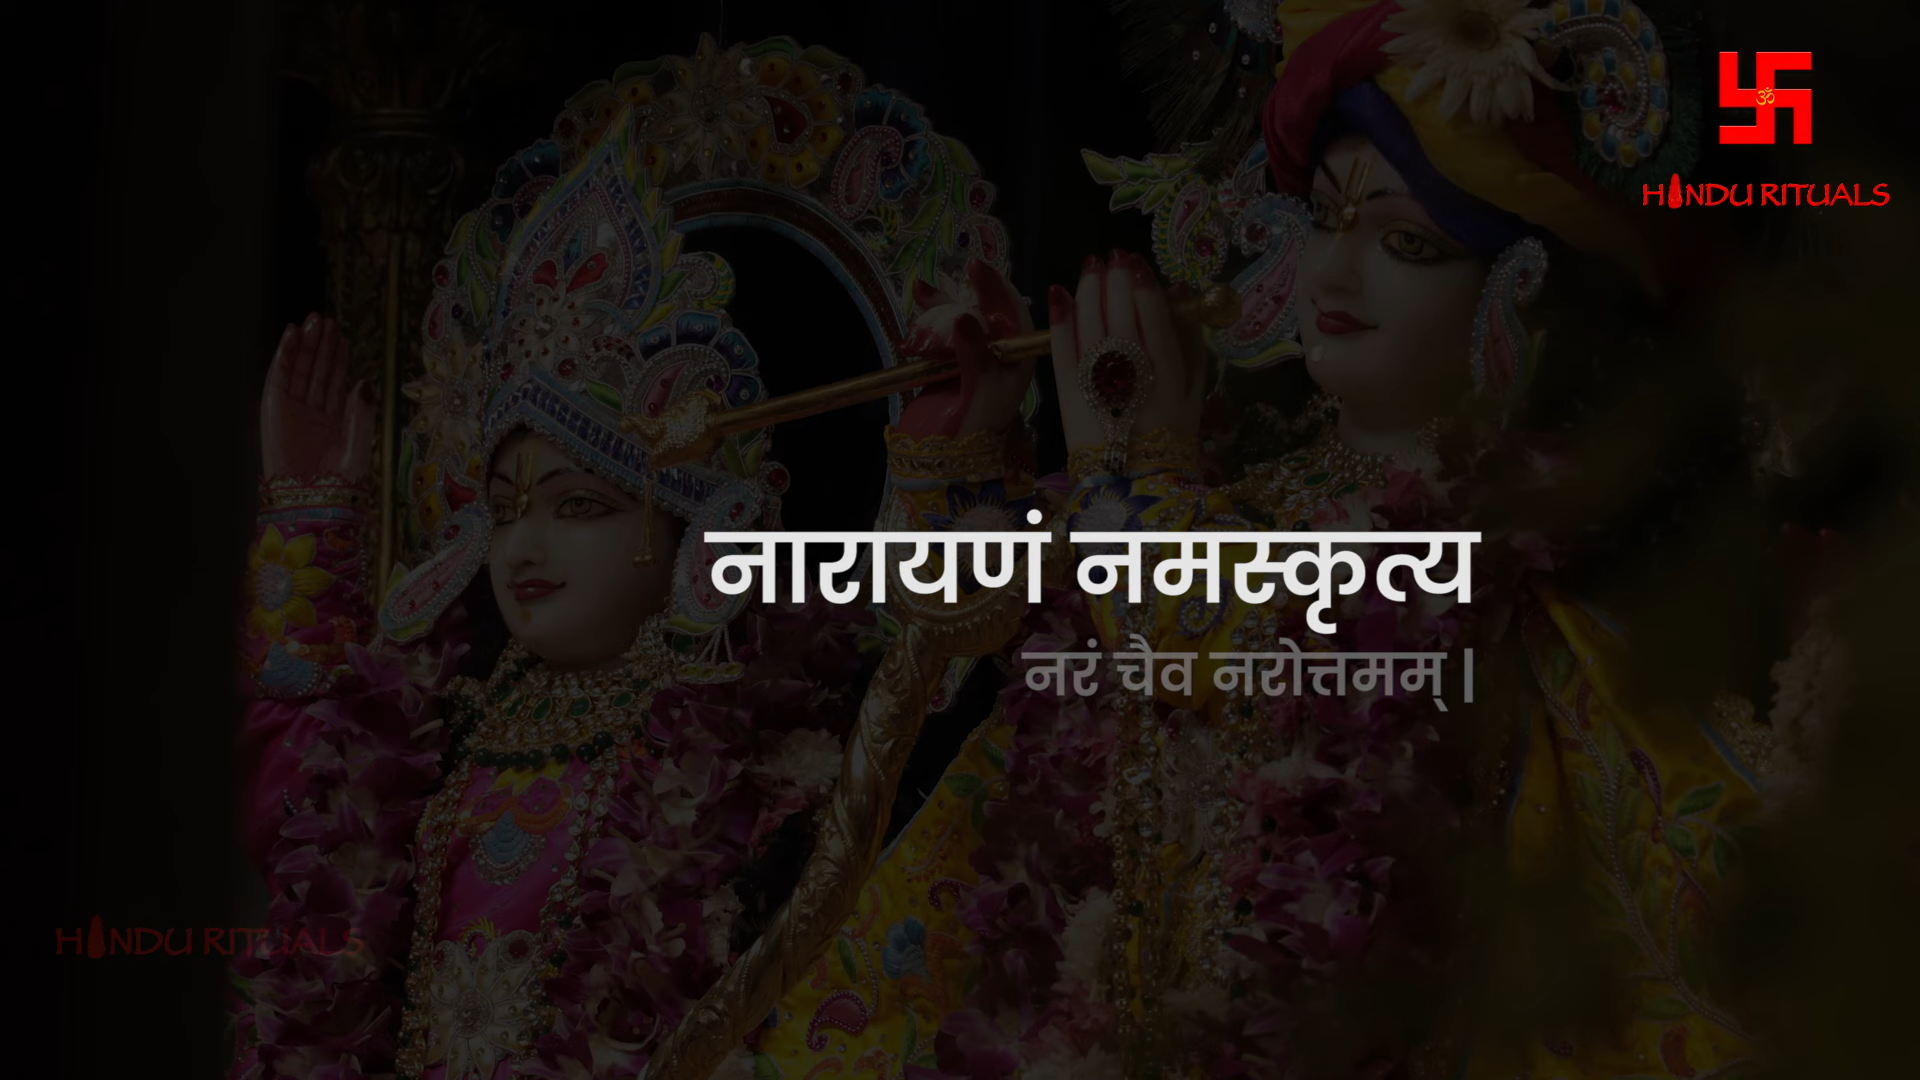 ॐ
HINDU RITUALS
नारायणं नमस्कृत्य
नरं चैव नरोत्तमम् |
HINDU RITUALS